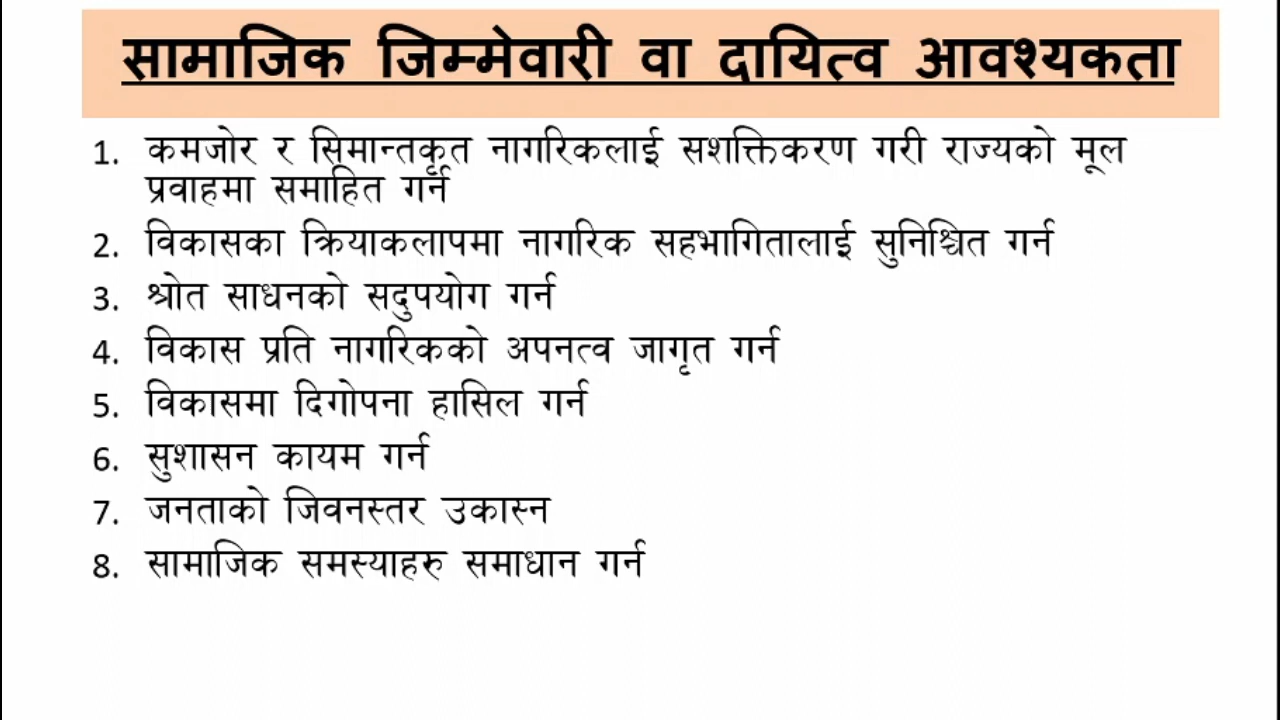 सामाजिक जिम्मेवारी वा दायित्व आवश्यकता
1. कमजोर र सिमान्तकृत नागरिकलाई सशक्तिकरण गरी राज्यको मूल
प्रवाहमा समाहित गर्न
2. विकासका क्रियाकलापमा नागरिक सहभागितालाई सुनिश्चित गर्न
3. श्रोत साधनको सदुपयोग गर्न
4. विकास प्रति नागरिकको अपनत्व जागृत गर्न
5. विकासमा दिगोपना हासिल गर्न
6. सुशासन कायम गर्न
7. जनताको जिवनस्तर उकास्न
8. सामाजिक समस्याहरु समाधान गर्न